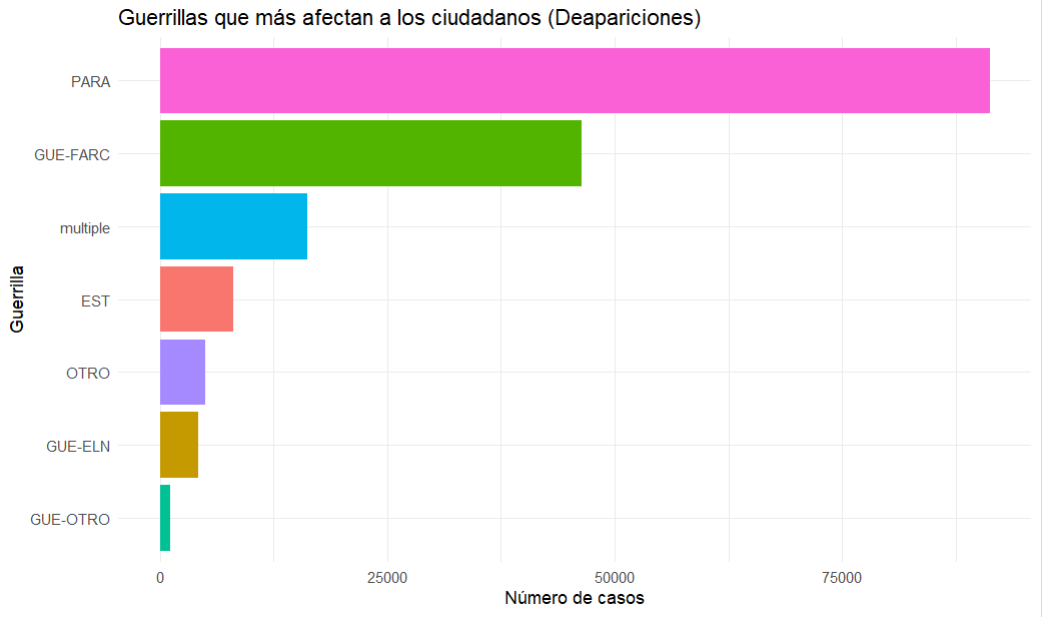 Guerrillas que más afectan a los ciudadanos (Deapariciones)
PARA
GUE-FARC
multiple
EST
OTRO
GUE-ELN
GUE-OTRO
Guerrilla
0 25000 50000 75000
Número de casos